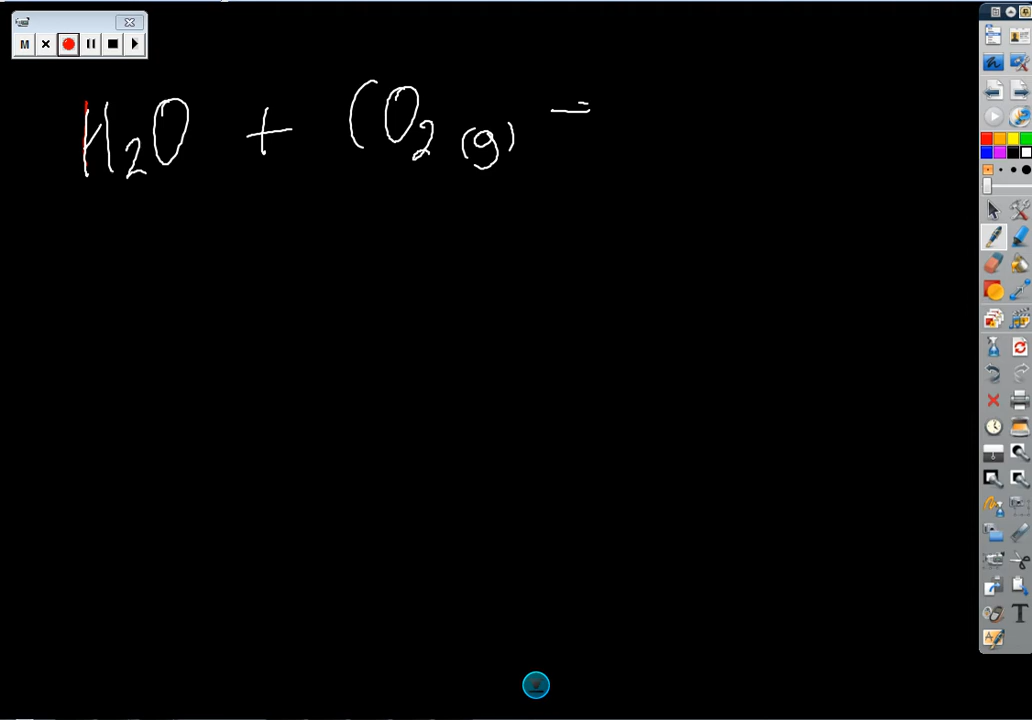 M
H₂O + CO₂ (g) =
T